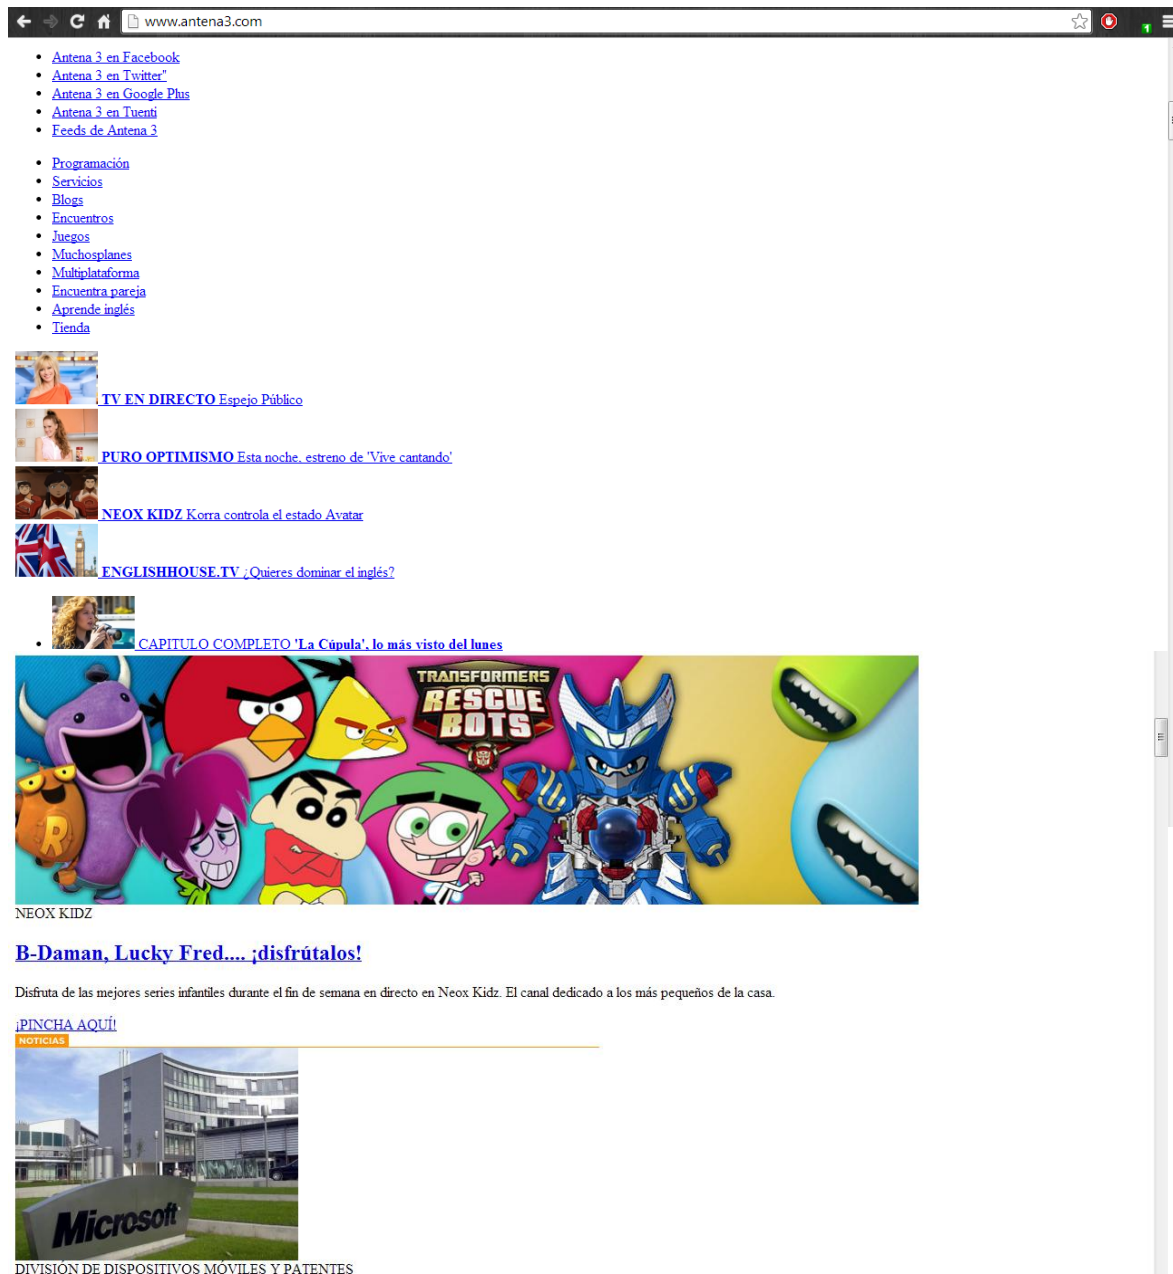 www.antena3.com
1
Antena 3 en Facebook
Antena 3 en Twitter"
Antena 3 en Google Plus
Antena 3 en Tuenti
Feeds de Antena 3
Programación
Servicios
Blogs
Encuentros
Juegos
Muchosplanes
Multiplataforma
Encuentra pareja
Aprende inglés
Tienda
TV EN DIRECTO Espejo Público
PURO OPTIMISMO Esta noche, estreno de 'Vive cantando'
NEOX KIDZ Korra controla el estado Avatar
ENGLISHHOUSE.TV ¿Quieres dominar el inglés?
CAPITULO COMPLETO 'La Cúpula', lo más visto del lunes
TRANSFORMERS
RESCUE
BOTS
R
NEOX KIDZ
B-Daman, Lucky Fred.... ¡disfrútalos!
Disfruta de las mejores series infantiles durante el fin de semana en directo en Neox Kidz. El canal dedicado a los más pequeños de la casa.
¡PINCHA AQUÍ!
NOTICIAS
Microsoft
DIVISIÓN DE DISPOSITIVOS MÓVILES Y PATENTES